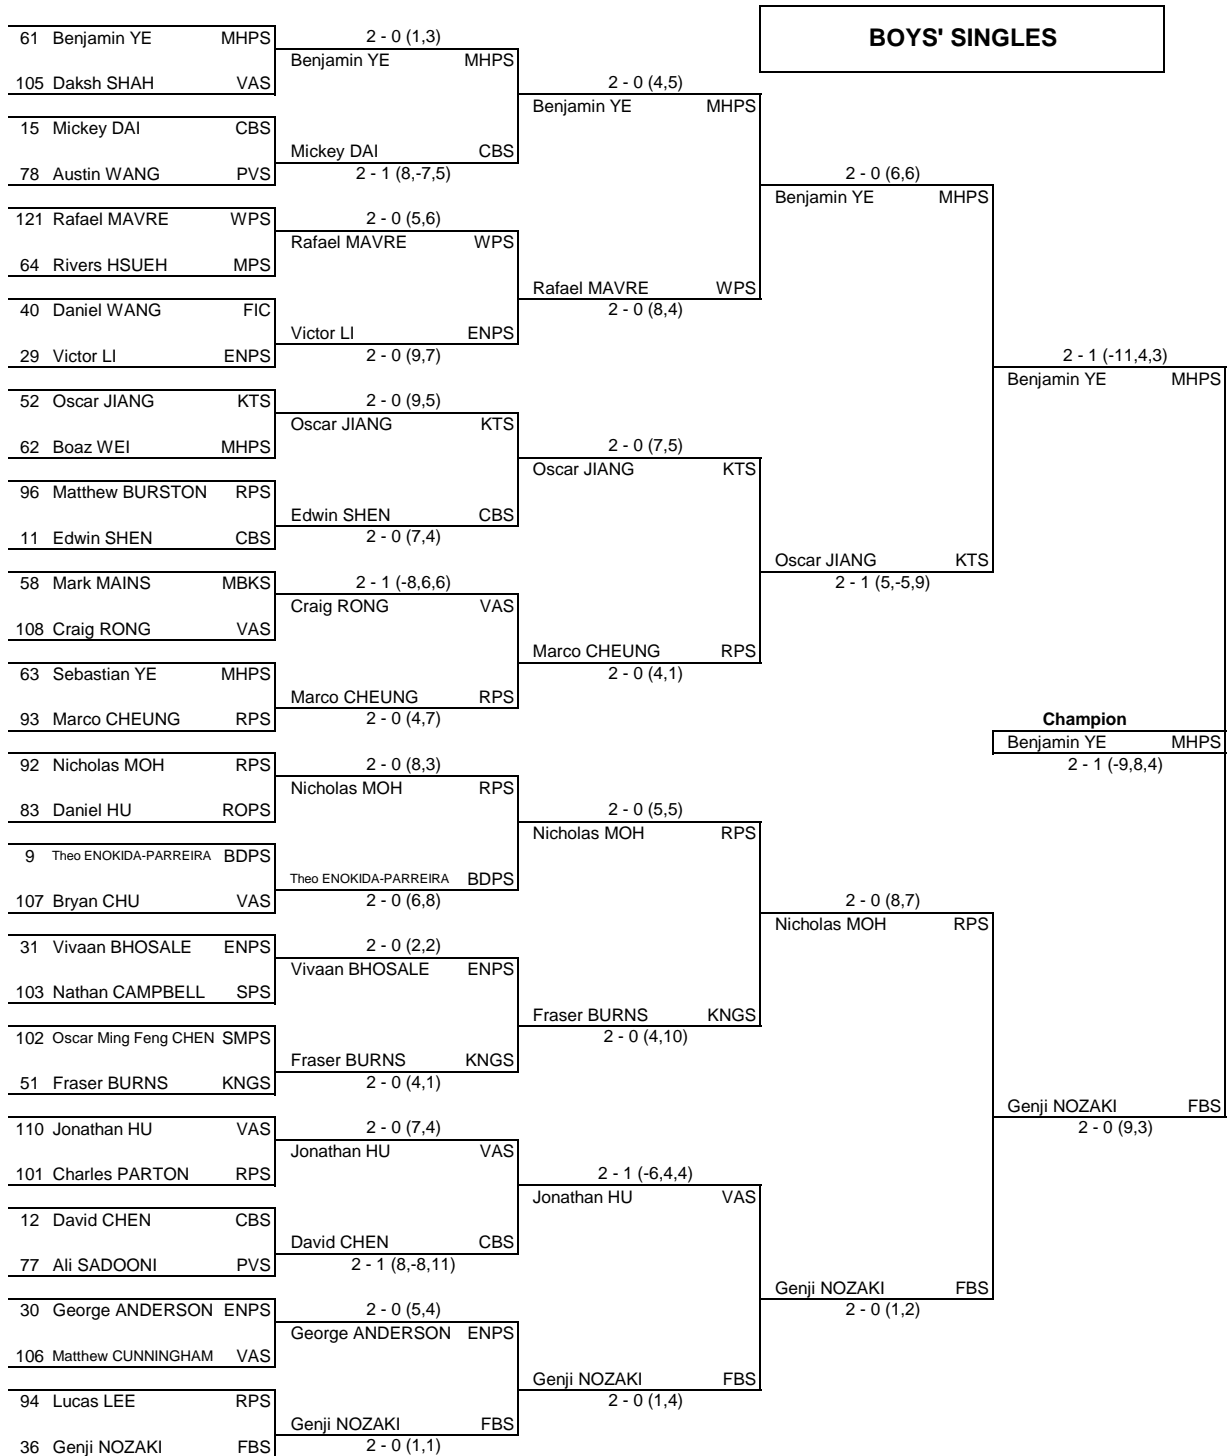 BOYS' SINGLES
61 Benjamin YE MHPS
105 Daksh SHAH VAS
15 Mickey DAI CBS
78 Austin WANG PVS
121 Rafael MAVRE WPS
64 Rivers HSUEH MPS
40 Daniel WANG FIC
29 Victor LI ENPS
52 Oscar JIANG KTS
62 Boaz WEI MHPS
96 Matthew BURSTON RPS
11 Edwin SHEN CBS
58 Mark MAINS MBKS
108 Craig RONG VAS
63 Sebastian YE MHPS
93 Marco CHEUNG RPS
92 Nicholas MOH RPS
83 Daniel HU ROPS
9 Theo ENOKIDA-PARREIRA BDPS
107 Bryan CHU VAS
31 Vivaan BHOSALE ENPS
103 Nathan CAMPBELL SPS
102 Oscar Ming Feng CHEN SMPS
51 Fraser BURNS KNGS
110 Jonathan HU VAS
101 Charles PARTON RPS
12 David CHEN CBS
77 Ali SADOONI PVS
30 George ANDERSON ENPS
106 Matthew CUNNINGHAM VAS
94 Lucas LEE RPS
36 Genji NOZAKI FBS
2 - 0 (1,3)
Benjamin YE MHPS
Mickey DAI CBS
2 - 1 (8,-7,5)
2 - 0 (5,6)
Rafael MAVRE WPS
Victor LI ENPS
2 - 0 (9,7)
2 - 0 (9,5)
Oscar JIANG KTS
Edwin SHEN CBS
2 - 0 (7,4)
2 - 1 (-8,6,6)
Craig RONG VAS
Marco CHEUNG RPS
2 - 0 (4,7)
2 - 0 (8,3)
Nicholas MOH RPS
Theo ENOKIDA-PARREIRA BDPS
2 - 0 (6,8)
2 - 0 (2,2)
Vivaan BHOSALE ENPS
Fraser BURNS KNGS
2 - 0 (4,1)
2 - 0 (7,4)
Jonathan HU VAS
David CHEN CBS
2 - 1 (8,-8,11)
2 - 0 (5,4)
George ANDERSON ENPS
Genji NOZAKI FBS
2 - 0 (1,1)
2 - 0 (4,5)
Benjamin YE MHPS
Rafael MAVRE WPS
2 - 0 (8,4)
2 - 0 (7,5)
Oscar JIANG KTS
Marco CHEUNG RPS
2 - 0 (4,1)
2 - 0 (5,5)
Nicholas MOH RPS
Fraser BURNS KNGS
2 - 0 (4,10)
2 - 1 (-6,4,4)
Jonathan HU VAS
Genji NOZAKI FBS
2 - 0 (1,4)
2 - 0 (6,6)
Benjamin YE MHPS
Oscar JIANG KTS
2 - 1 (5,-5,9)
2 - 0 (8,7)
Nicholas MOH RPS
Genji NOZAKI FBS
2 - 0 (1,2)
2 - 1 (-11,4,3)
Benjamin YE MHPS
Genji NOZAKI FBS
2 - 0 (9,3)
Champion
Benjamin YE MHPS
2 - 1 (-9,8,4)